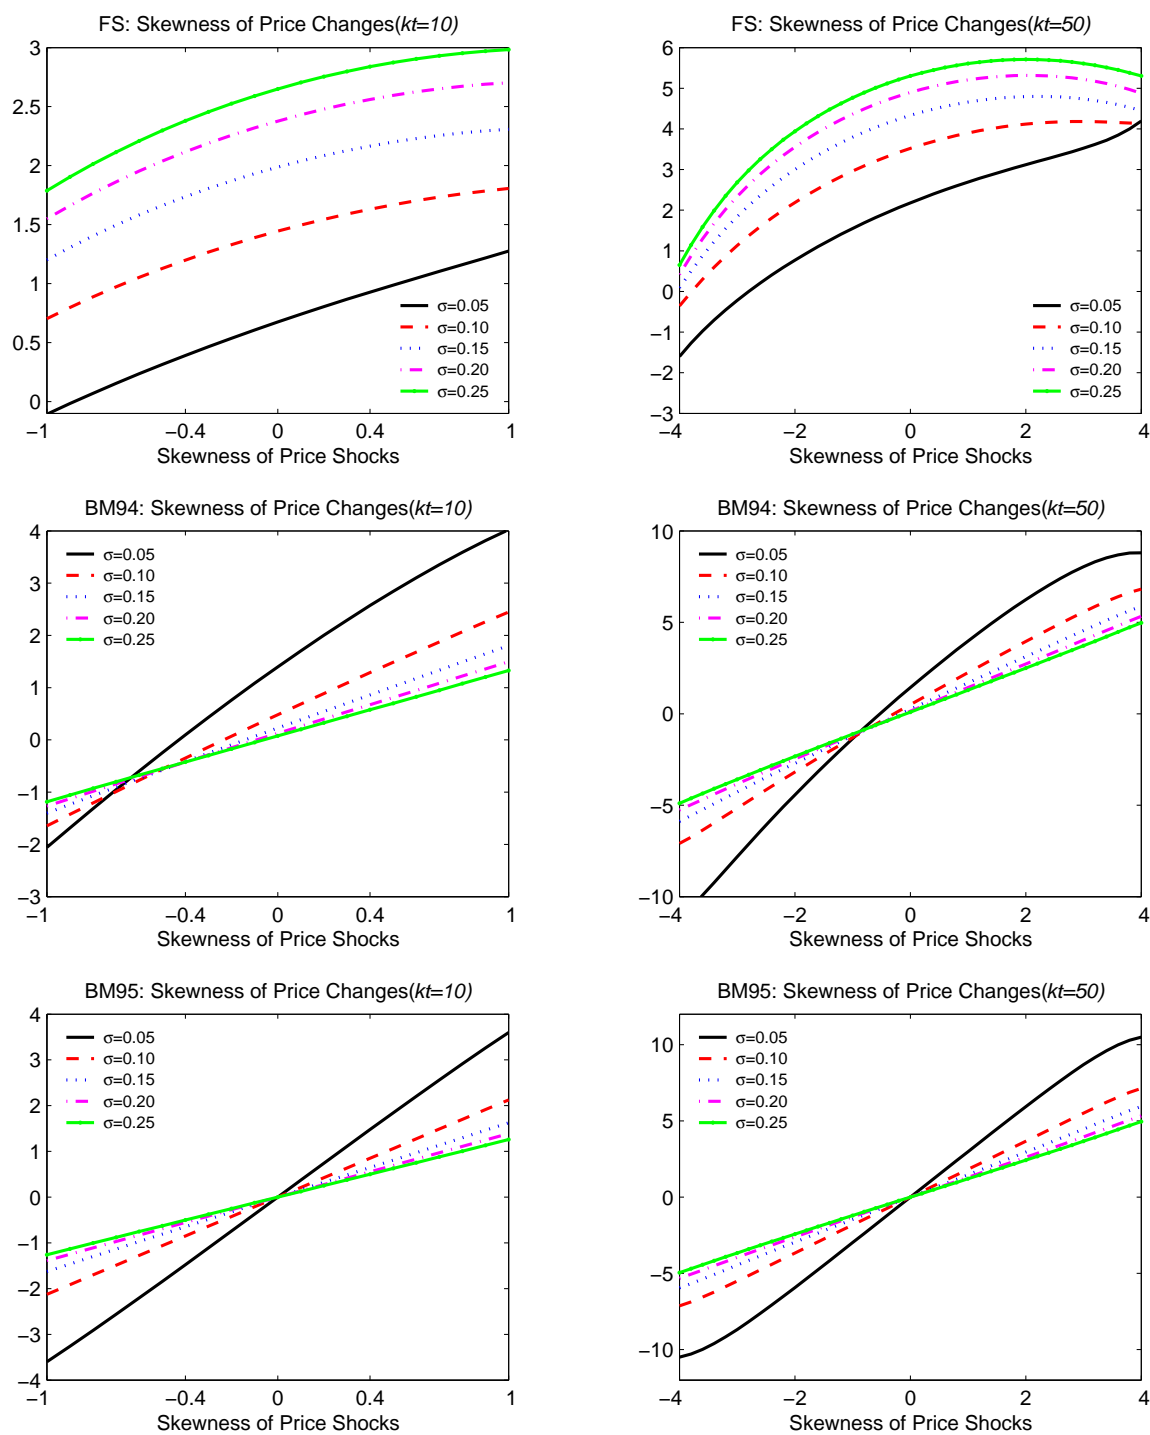 FS: Skewness of Price Changes(kt=10)
3
2.5
2
1.5
1
0.5
0
σ=0.05
σ=0.10
σ=0.15
σ=0.20
σ=0.25
−1 −0.4 0 0.4 1
Skewness of Price Shocks
FS: Skewness of Price Changes(kt=50)
6
5
4
3
2
1
0
−1
−2
−3
σ=0.05
σ=0.10
σ=0.15
σ=0.20
σ=0.25
−4 −2 0 2 4
Skewness of Price Shocks
BM94: Skewness of Price Changes(kt=10)
4
3
2
1
0
−1
−2
−3
σ=0.05
σ=0.10
σ=0.15
σ=0.20
σ=0.25
−1 −0.4 0 0.4 1
Skewness of Price Shocks
BM94: Skewness of Price Changes(kt=50)
10
5
0
−5
−10
σ=0.05
σ=0.10
σ=0.15
σ=0.20
σ=0.25
−4 −2 0 2 4
Skewness of Price Shocks
BM95: Skewness of Price Changes(kt=10)
4
3
2
1
0
−1
−2
−3
−4
σ=0.05
σ=0.10
σ=0.15
σ=0.20
σ=0.25
−1 −0.4 0 0.4 1
Skewness of Price Shocks
BM95: Skewness of Price Changes(kt=50)
10
5
0
−5
−10
σ=0.05
σ=0.10
σ=0.15
σ=0.20
σ=0.25
−4 −2 0 2 4
Skewness of Price Shocks